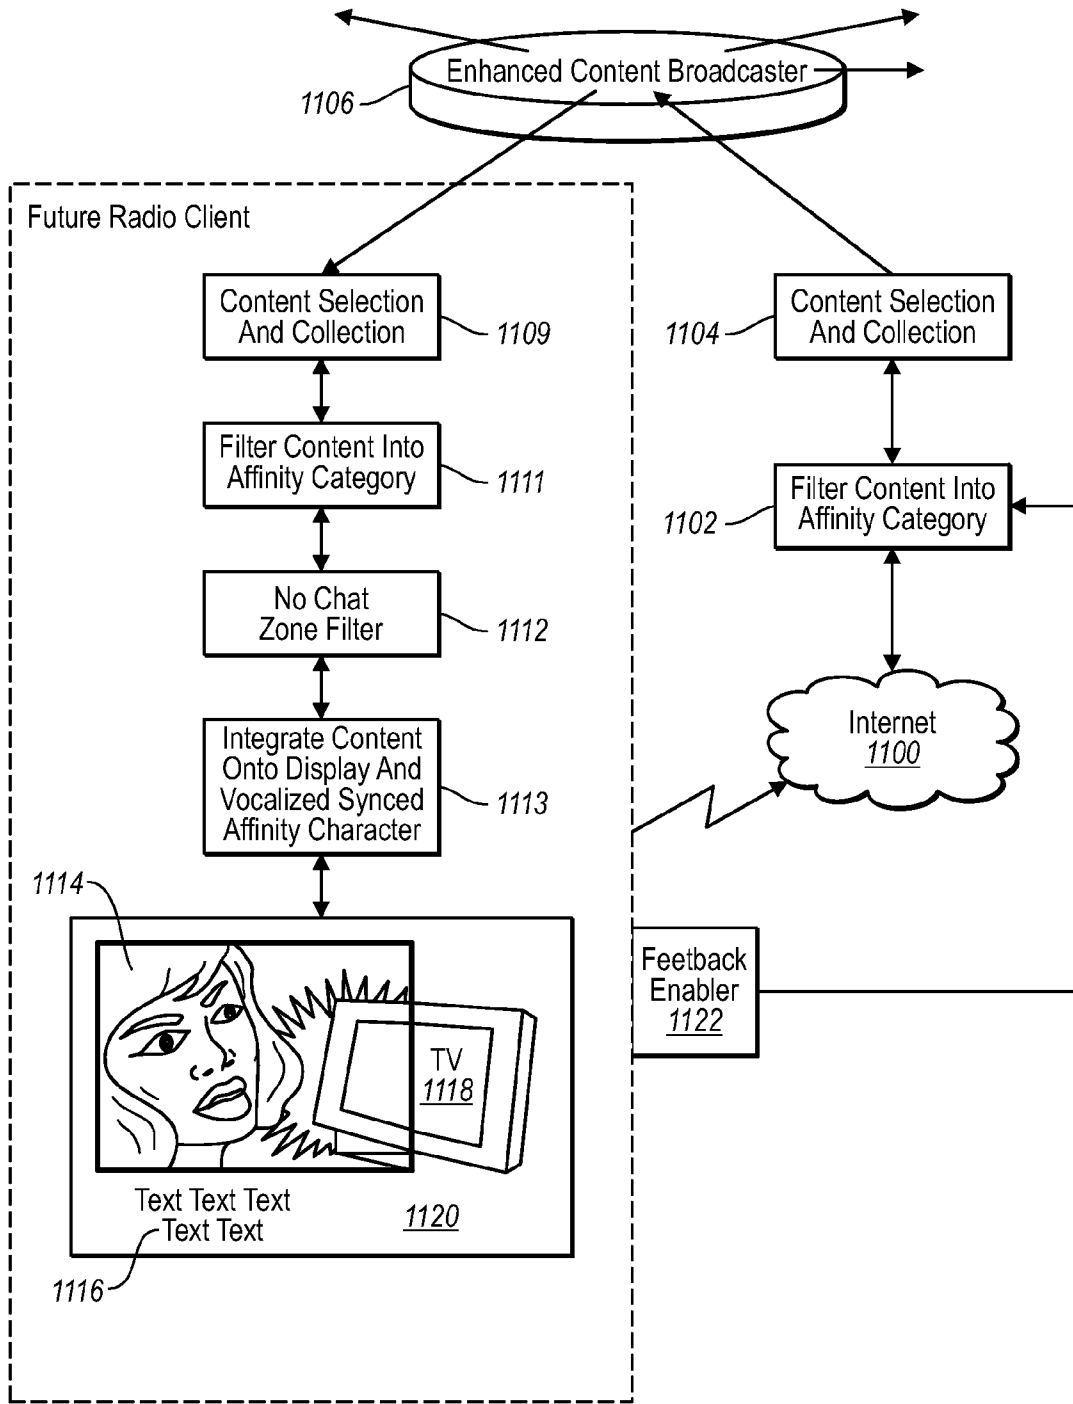 Enhanced Content Broadcaster
1106
Future Radio Client
Content Selection
And Collection
1109
Content Selection
And Collection
1104
Filter Content Into
Affinity Category
1111
Filter Content Into
Affinity Category
1102
No Chat
Zone Filter
1112
Internet
1100
Integrate Content
Onto Display And
Vocalized Synced
Affinity Character
1113
1114
Feetback
Enabler
1122
TV
1118
Text Text Text
Text Text
1120
1116